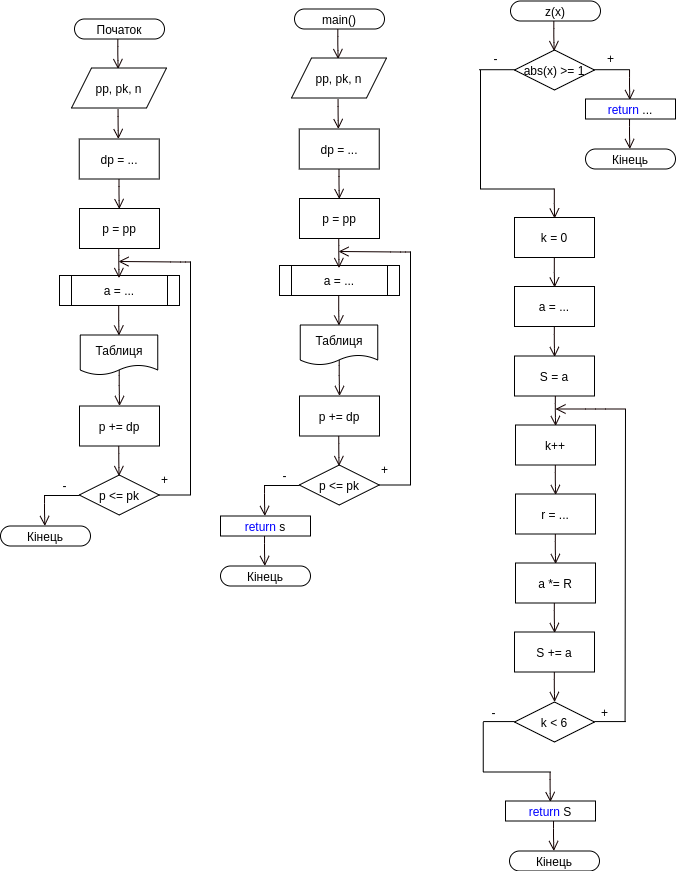 Початок
pp, pk, n
dp = ...
p = pp
a = ...
Таблиця
p += dp
p <= pk
-
+
Кінець
main()
pp, pk, n
dp = ...
p = pp
a = ...
Таблиця
p += dp
p <= pk
-
+
return s
Кінець
z(x)
abs(x) >= 1
-
+
return ...
Кінець
k = 0
a = ...
S = a
k++
r = ...
a *= R
S += a
k < 6
-
+
return S
Кінець